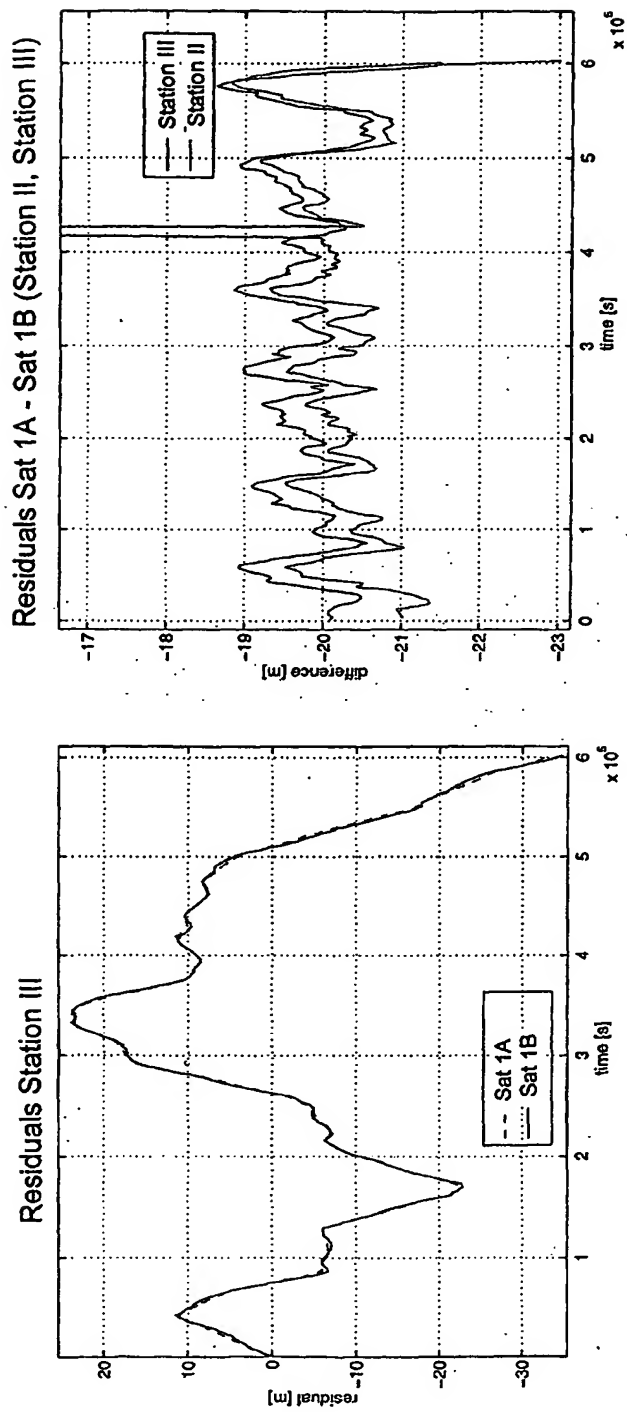 Residuals Station III
residual [m]
20
10
0
-10
-20
-30
1
2
3
4
5
6
x 10⁵
time [s]
Sat 1A
Sat 1B
Residuals Sat 1A - Sat 1B (Station II, Station III)
difference [m]
-17
-18
-19
-20
-21
-22
-23
0
1
2
3
4
5
6
x 10⁵
time [s]
Station III
Station II